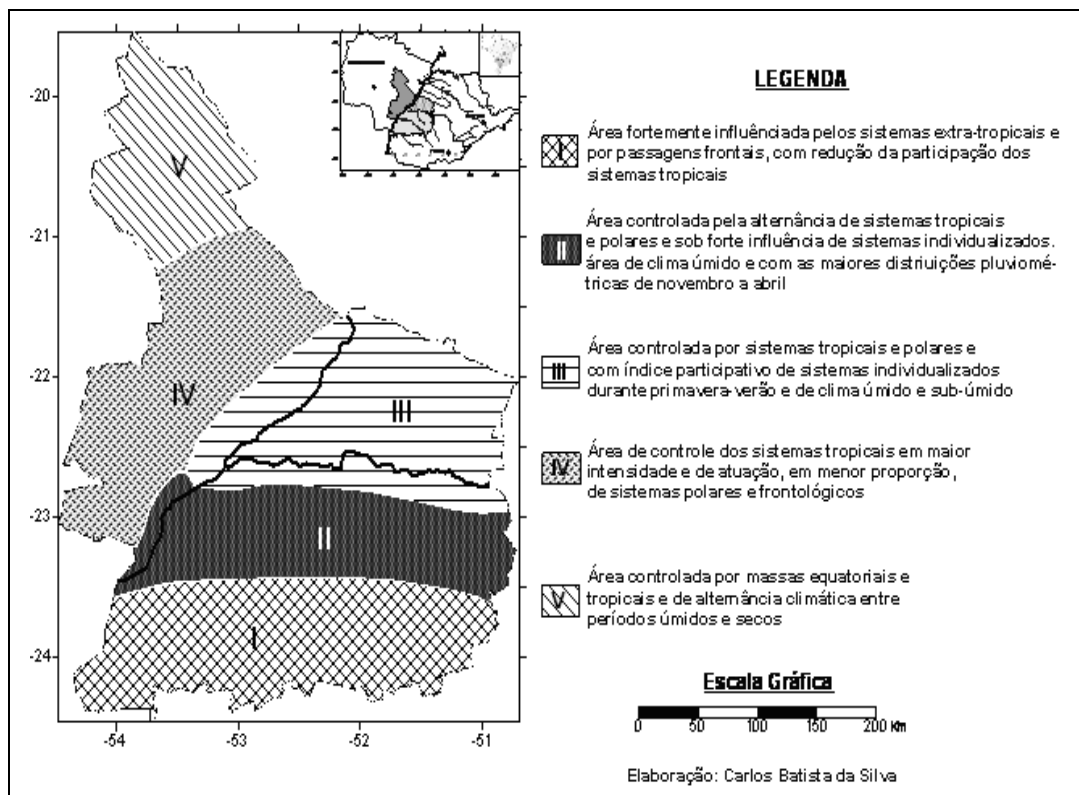 LEGENDA
I
Área fortemente influênciada pelos sistemas extra-tropicais e
por passagens frontais, com redução da participação dos
sistemas tropicais
II
Área controlada pela alternância de sistemas tropicais
e polares e sob forte influência de sistemas individualizados.
área de clima úmido e com as maiores distriuições pluviomé-
tricas de novembro a abril
III
Área controlada por sistemas tropicais e polares e
com índice participativo de sistemas individualizados
durante primavera-verão e de clima úmido e sub-úmido
IV
Área de controle dos sistemas tropicais em maior
intensidade e de atuação, em menor proporção,
de sistemas polares e frontológicos
V
Área controlada por massas equatoriais e
tropicais e de alternância climática entre
períodos úmidos e secos
Escala Gráfica
0 50 100 150 200 Km
Elaboração: Carlos Batista da Silva
-20
-21
-22
-23
-24
-54 -53 -52 -51
V
IV
III
II
I